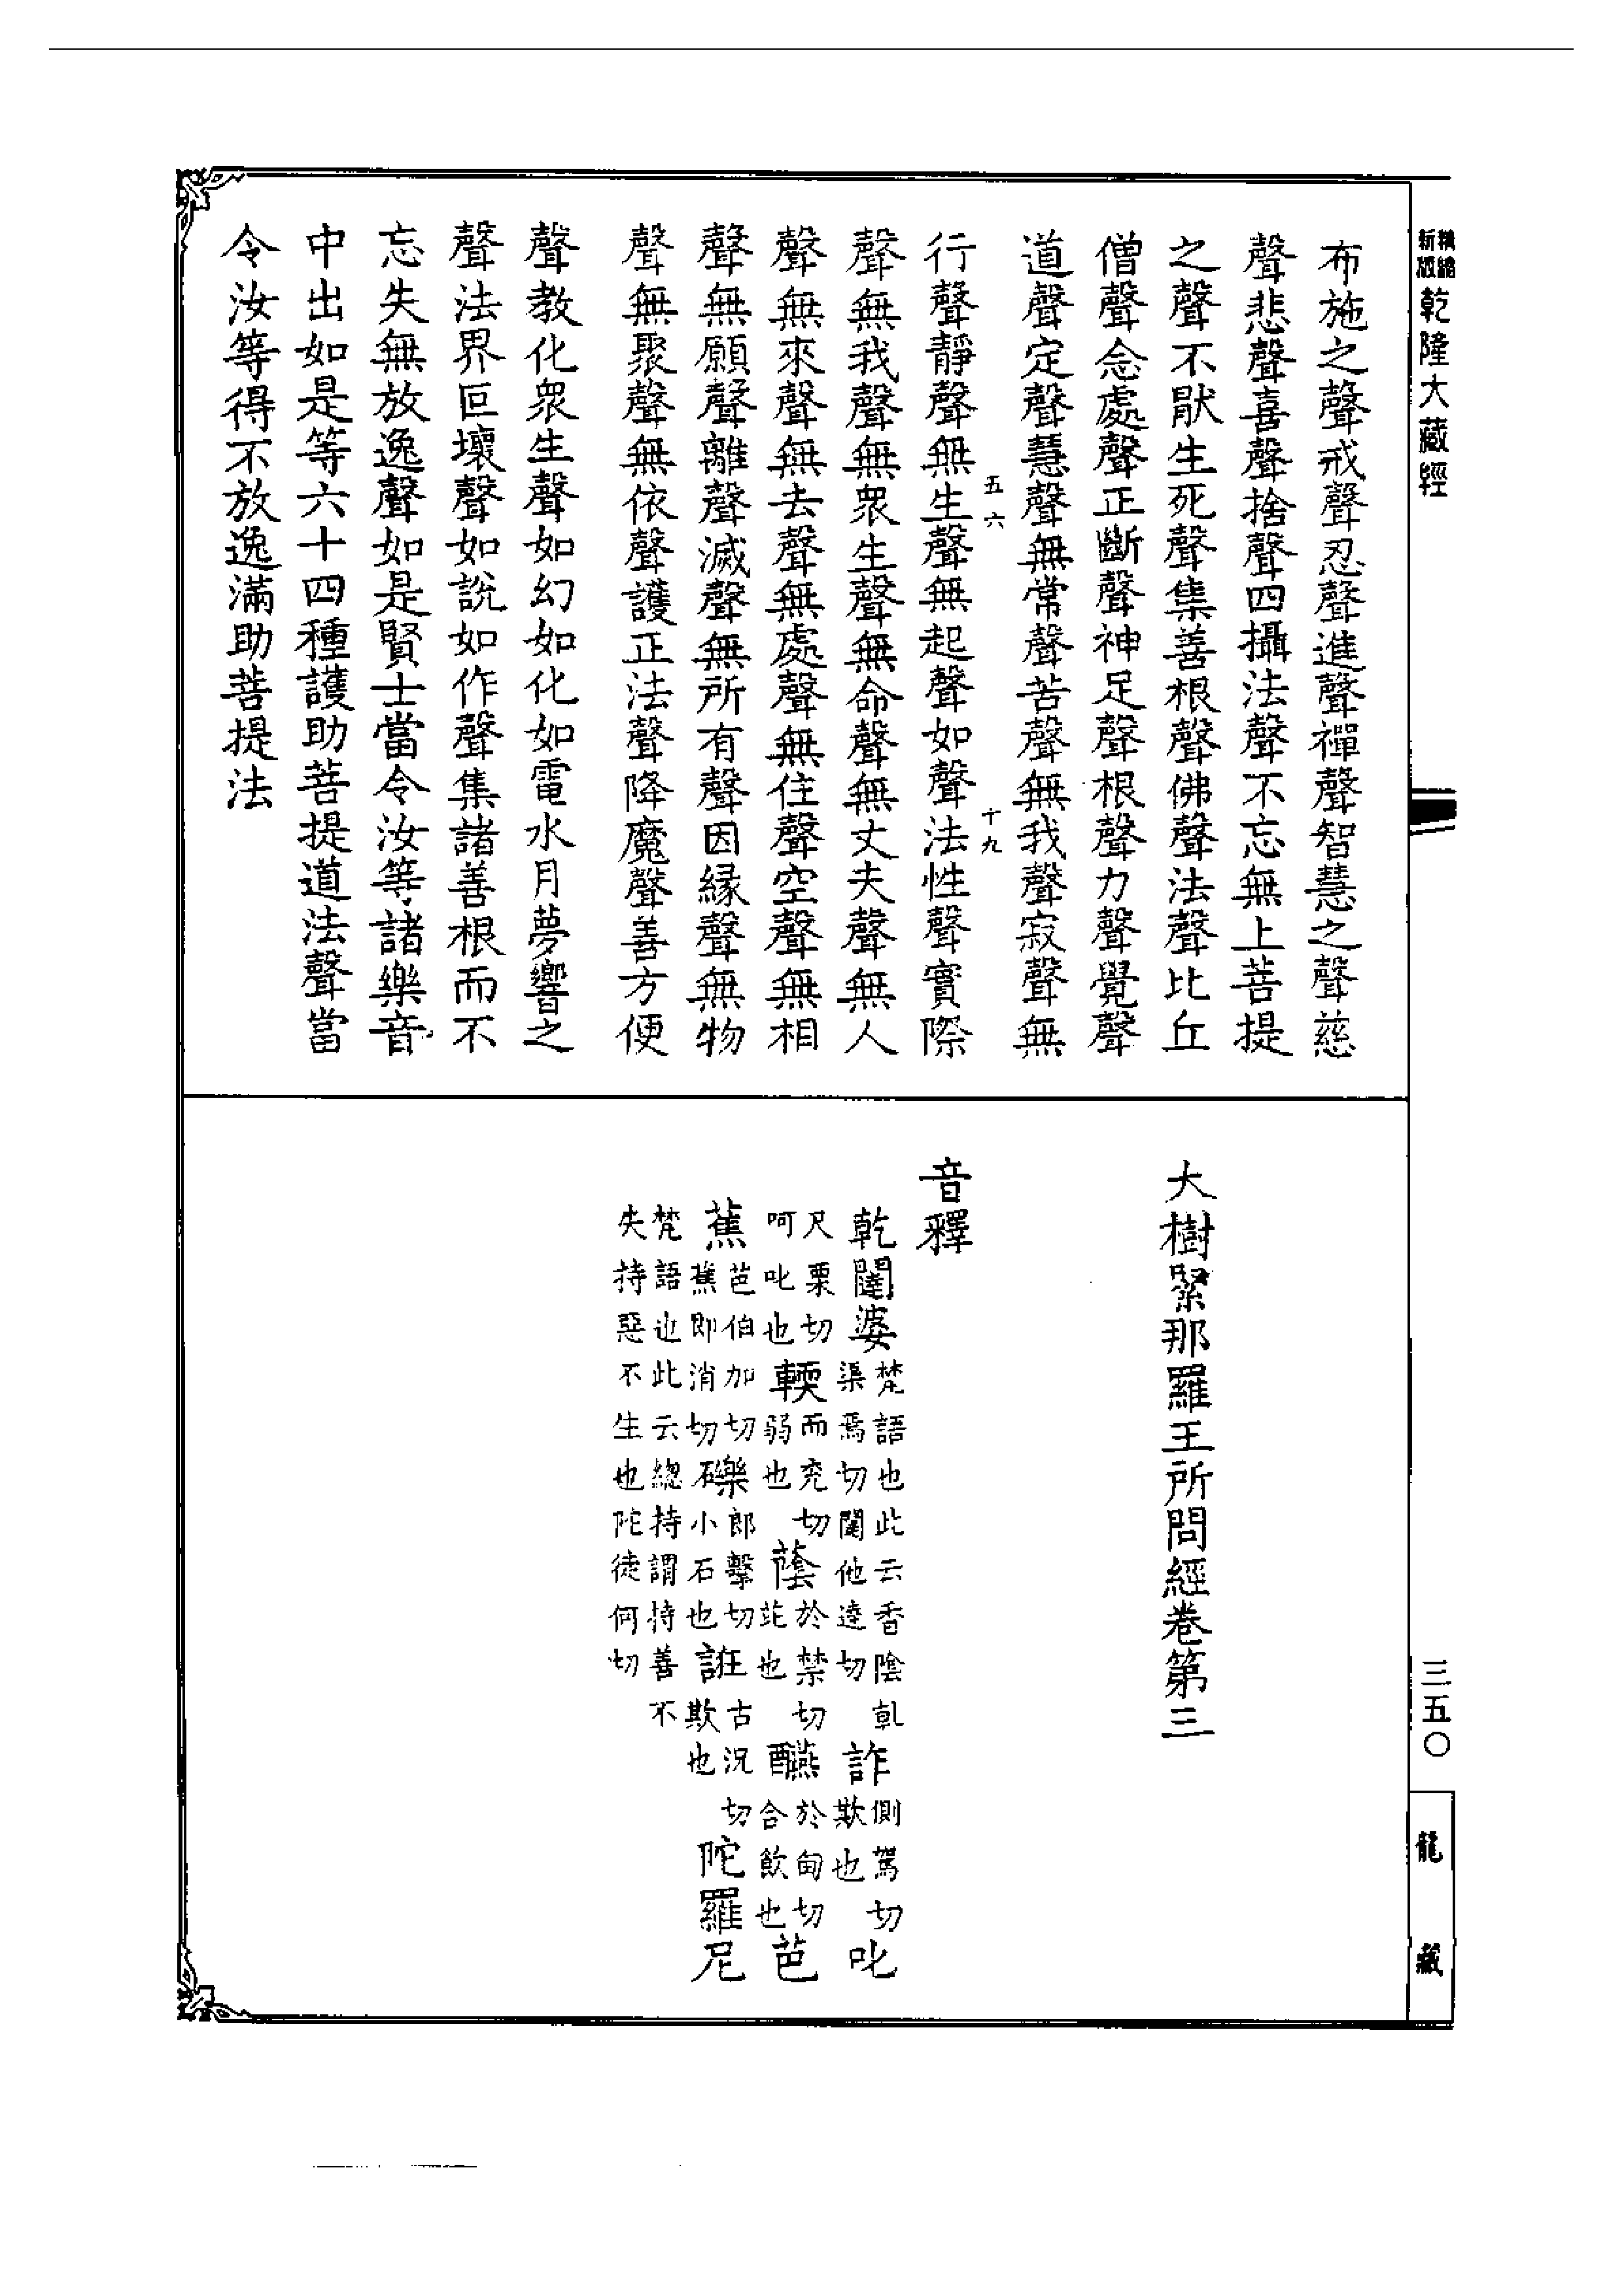 新版精縮乾隆大藏經
布施之聲戒聲忍聲進聲禪聲智慧之聲慈
聲悲聲喜聲捨聲四攝法聲不忘無上菩提
之聲不猒生死聲集善根聲佛聲法聲比丘
僧聲念處聲正斷聲神足聲根聲力聲覺聲
道聲定聲慧聲無常聲苦聲無我聲寂聲無
五六 十九
行聲靜聲無生聲無起聲如聲法性聲實際
聲無我聲無衆生聲無命聲無丈夫聲無人
聲無來聲無去聲無處聲無住聲空聲無相
聲無願聲離聲滅聲無所有聲因緣聲無物
聲無聚聲無依聲護正法聲降魔聲善方便
聲教化衆生聲如幻如化如電水月夢響之
聲法界叵壞聲如說如作聲集諸善根而不
忘失無放逸聲如是賢士當令汝等諸樂音
中出如是等六十四種護助菩提道法聲當
令汝等得不放逸滿助菩提法
大樹緊那羅王所問經卷第三
音釋
乾闥婆梵語也此云香陰乾渠焉切闥他達切 詐側駕切欺也 叱
尺栗切呵叱也 輭而兖切弱也 蔭於禁切庇也 醼於甸切合飲也 芭
蕉芭伯加切蕉即消切 礫郎擊切小石也 誑古況切欺也 陀羅尼
梵語也此云總持謂持善不失持惡不生也陀徒何切
三五〇
龍藏